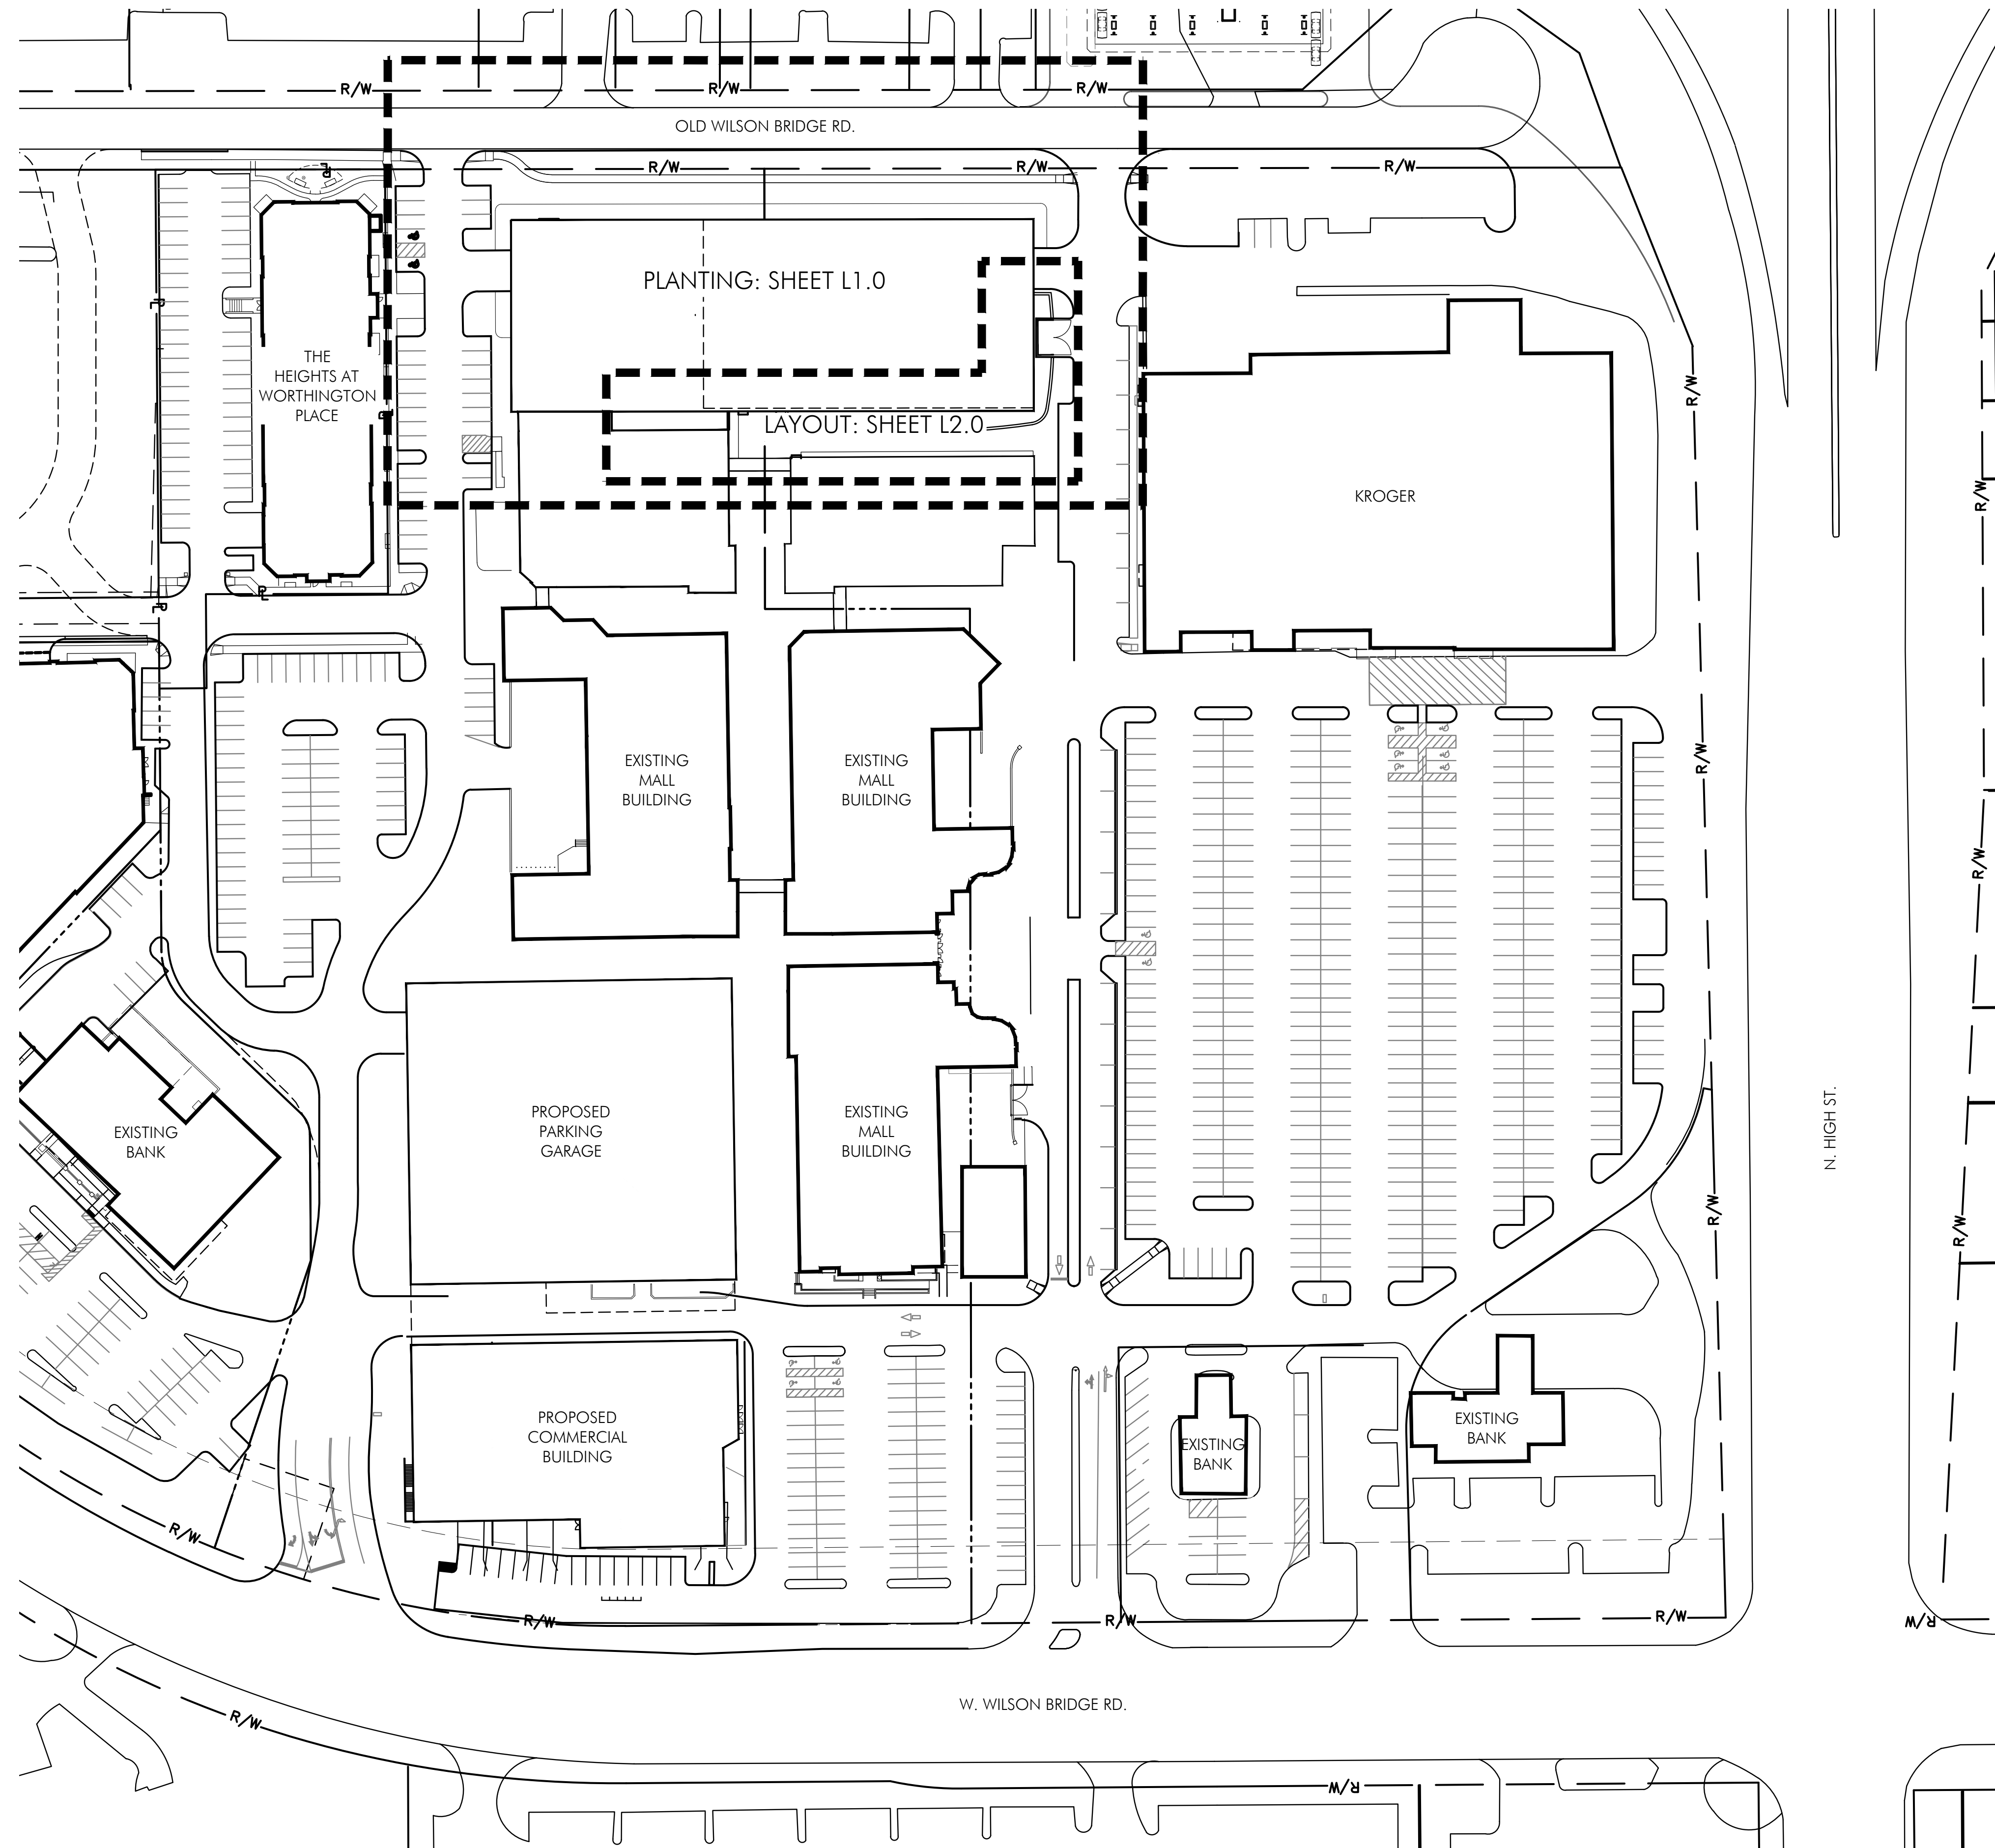 R/W
R/W
R/W
OLD WILSON BRIDGE RD.
R/W
R/W
R/W
PLANTING: SHEET L1.0
THE
HEIGHTS AT
WORTHINGTON
PLACE
LAYOUT: SHEET L2.0
R/W
KROGER
R/W
R/W
EXISTING
MALL
BUILDING
EXISTING
MALL
BUILDING
R/W
EXISTING
BANK
PROPOSED
PARKING
GARAGE
EXISTING
MALL
BUILDING
N. HIGH ST.
R/W
R/W
PROPOSED
COMMERCIAL
BUILDING
EXISTING
BANK
EXISTING
BANK
R/W
R/W
R/W
R/W
R/W
W. WILSON BRIDGE RD.
R/W
R/W